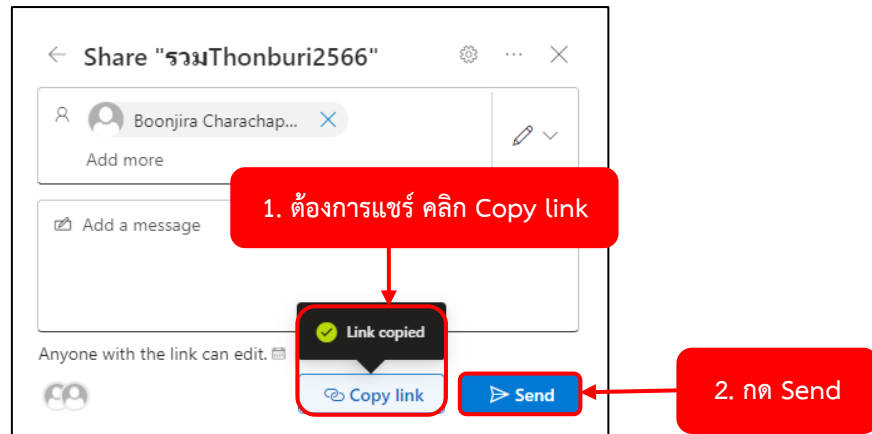 Share "รวมThonburi2566"
Boonjira Charachap...
Add more
1. ต้องการแชร์ คลิก Copy link
Add a message
Link copied
Anyone with the link can edit.
Copy link
Send
2. กด Send